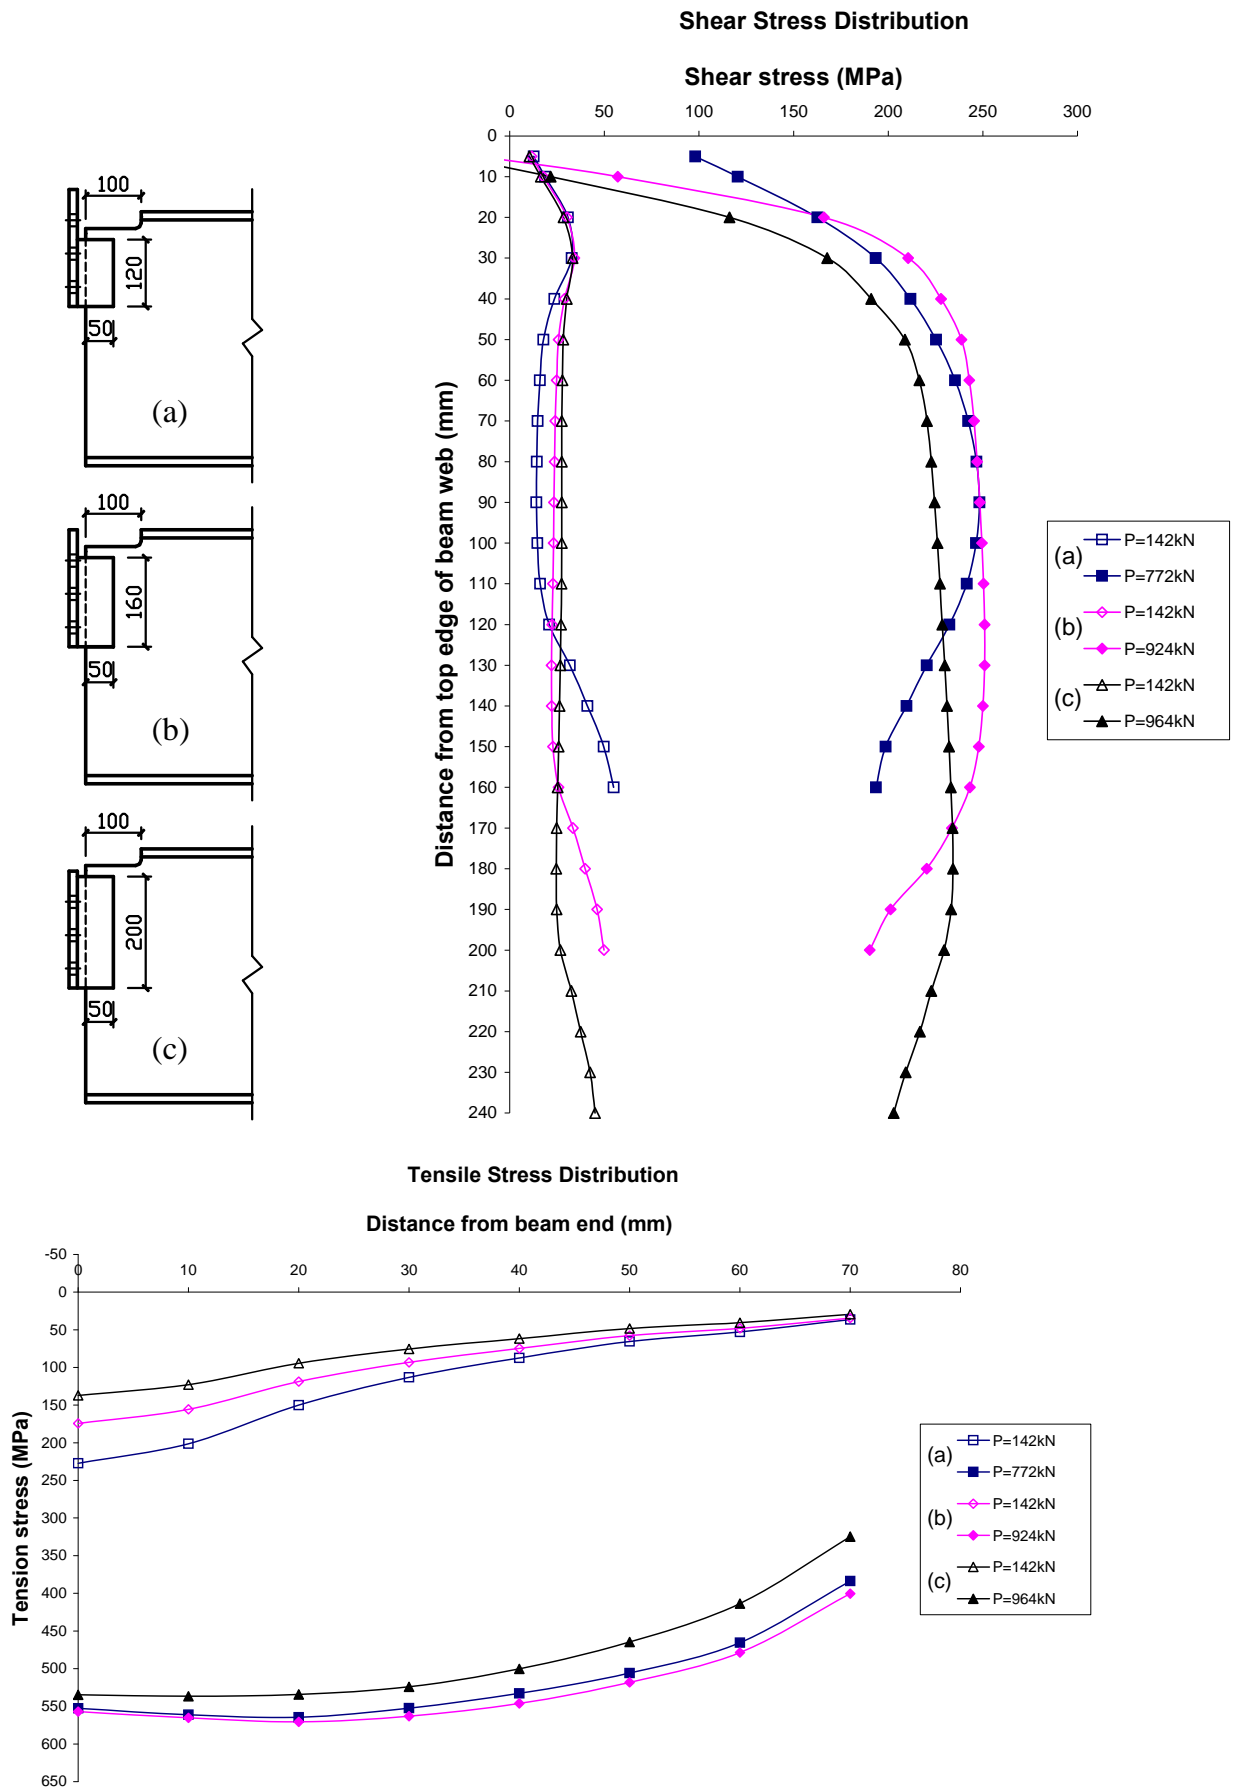 Shear Stress Distribution
Shear stress (MPa)
0 50 100 150 200 250 300
Distance from top edge of beam web (mm)
0
10
20
30
40
50
60
70
80
90
100
110
120
130
140
150
160
170
180
190
200
210
220
230
240
100
120
50
(a)
100
160
50
(b)
100
200
50
(c)
(a)
P=142kN
P=772kN
(b)
P=142kN
P=924kN
(c)
P=142kN
P=964kN
Tensile Stress Distribution
Distance from beam end (mm)
0 10 20 30 40 50 60 70 80
Tension stress (MPa)
-50
0
50
100
150
200
250
300
350
400
450
500
550
600
650
(a)
P=142kN
P=772kN
(b)
P=142kN
P=924kN
(c)
P=142kN
P=964kN